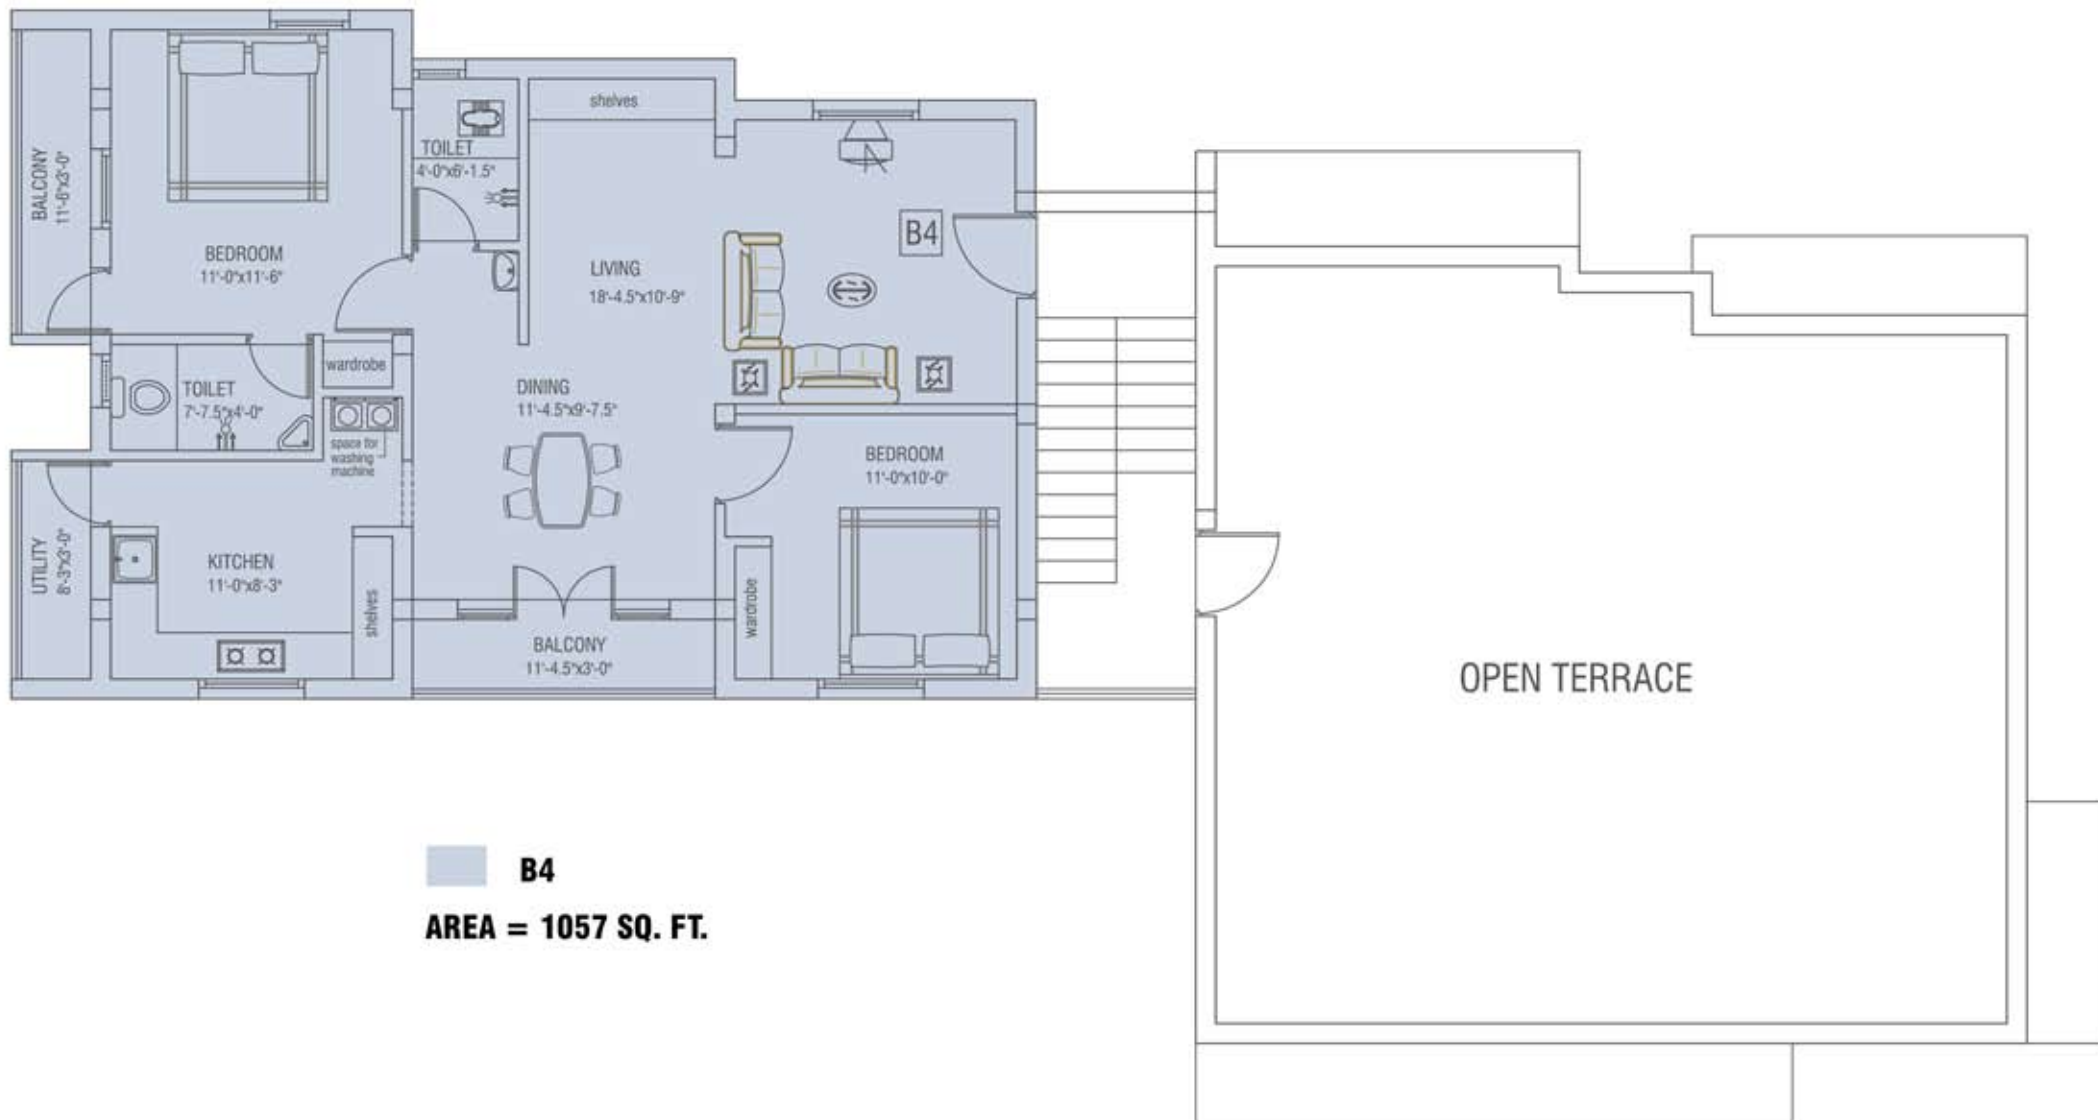 shelves
TOILET
4'-0"x6'-1.5"
BALCONY
11'-6"x3'-0"
BEDROOM
11'-0"x11'-6"
LIVING
18'-4.5"x10'-9"
B4
wardrobe
TOILET
7'-7.5"x4'-0"
DINING
11'-4.5"x9'-7.5"
space for
washing
machine
BEDROOM
11'-0"x10'-0"
UTILITY
8'-3"x3'-0"
KITCHEN
11'-0"x8'-3"
shelves
wardrobe
BALCONY
11'-4.5"x3'-0"
OPEN TERRACE
B4
AREA = 1057 SQ. FT.